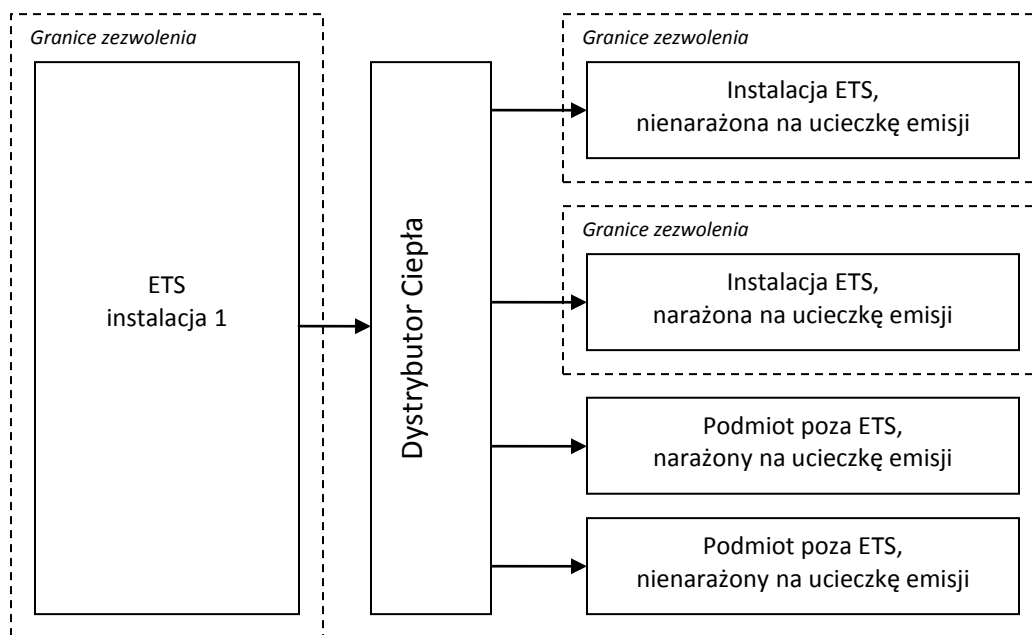 Granice zezwolenia
ETS
instalacja 1
Dystrybutor Ciepła
Granice zezwolenia
Instalacja ETS,
nienarażona na ucieczkę emisji
Granice zezwolenia
Instalacja ETS,
narażona na ucieczkę emisji
Podmiot poza ETS,
narażony na ucieczkę emisji
Podmiot poza ETS,
nienarażony na ucieczkę emisji